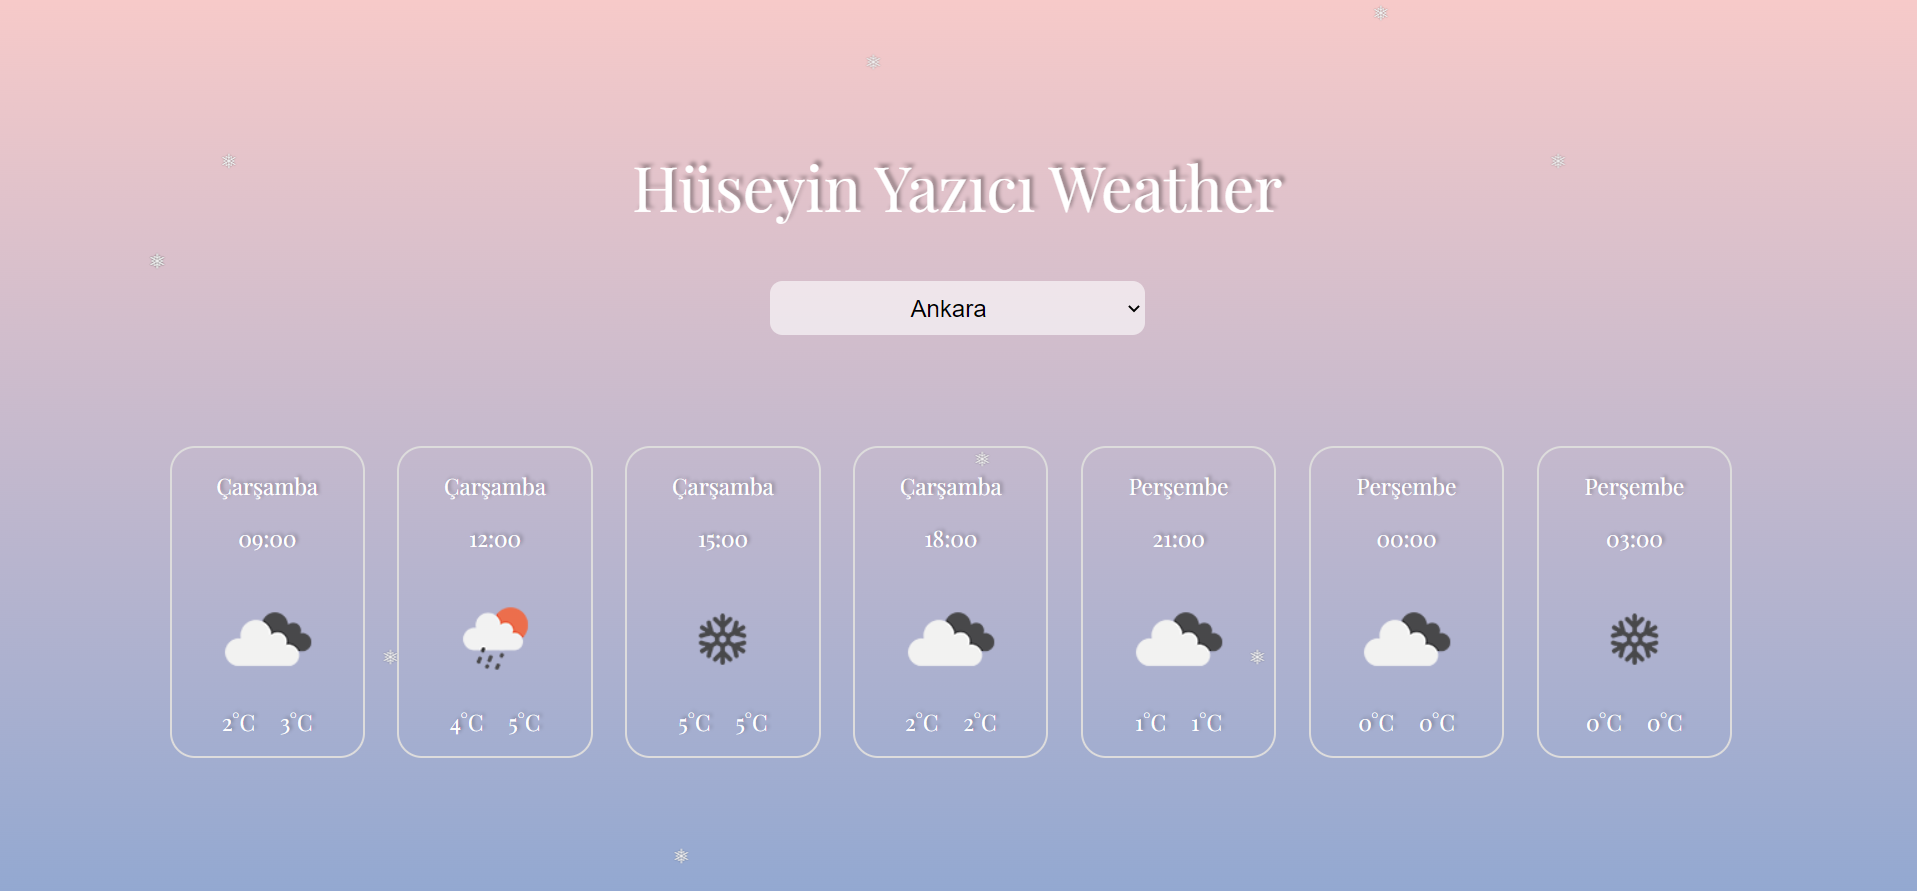 Hüseyin Yazıcı Weather
Ankara
Çarşamba
09:00
2°C 3°C
Çarşamba
12:00
4°C 5°C
Çarşamba
15:00
5°C 5°C
Çarşamba
18:00
2°C 2°C
Perşembe
21:00
1°C 1°C
Perşembe
00:00
0°C 0°C
Perşembe
03:00
0°C 0°C